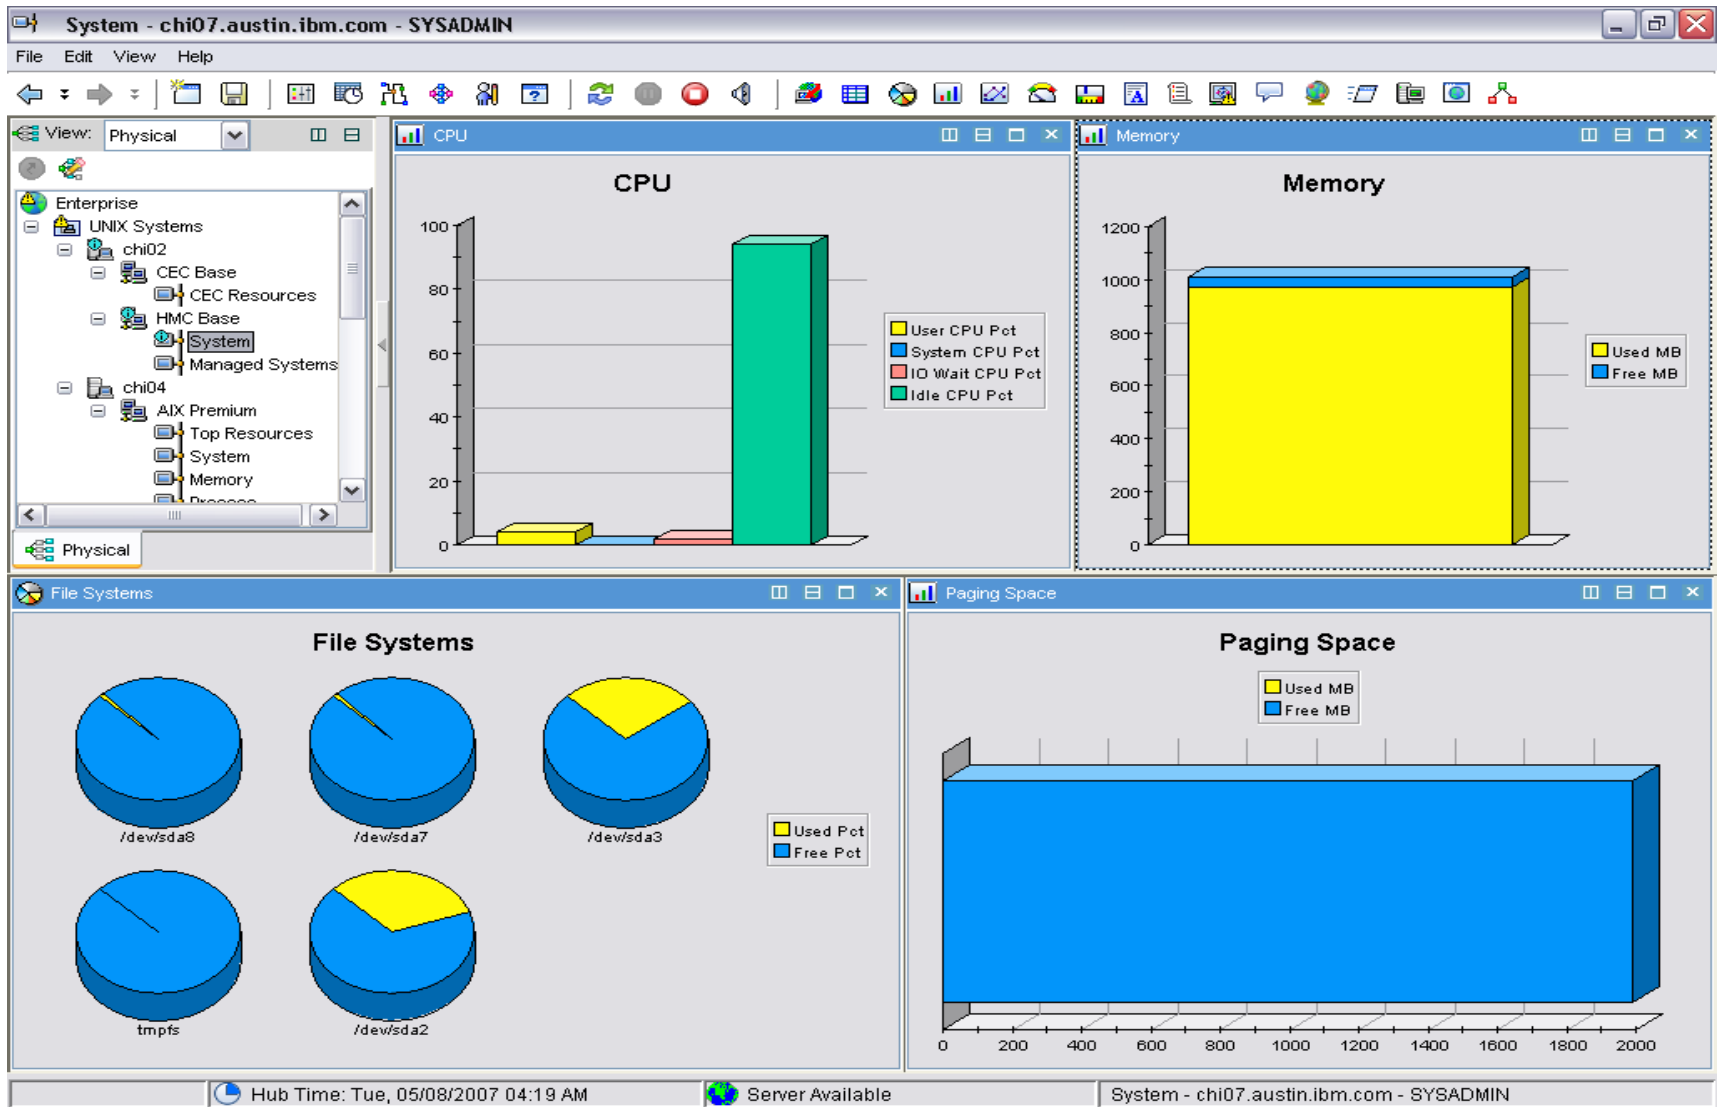 System - chi07.austin.ibm.com - SYSADMIN
File Edit View Help
View: Physical
Enterprise
UNIX Systems
chi02
CEC Base
CEC Resources
HMC Base
System
Managed Systems
chi04
AIX Premium
Top Resources
System
Memory
Process
Physical
CPU
CPU
100
80
60
40
20
0
User CPU Pct
System CPU Pct
IO Wait CPU Pct
Idle CPU Pct
Memory
Memory
1200
1000
800
600
400
200
0
Used MB
Free MB
File Systems
File Systems
/dev/sda8
/dev/sda7
/dev/sda3
tmpfs
/dev/sda2
Used Pct
Free Pct
Paging Space
Paging Space
Used MB
Free MB
0 200 400 600 800 1000 1200 1400 1600 1800 2000
Hub Time: Tue, 05/08/2007 04:19 AM
Server Available
System - chi07.austin.ibm.com - SYSADMIN